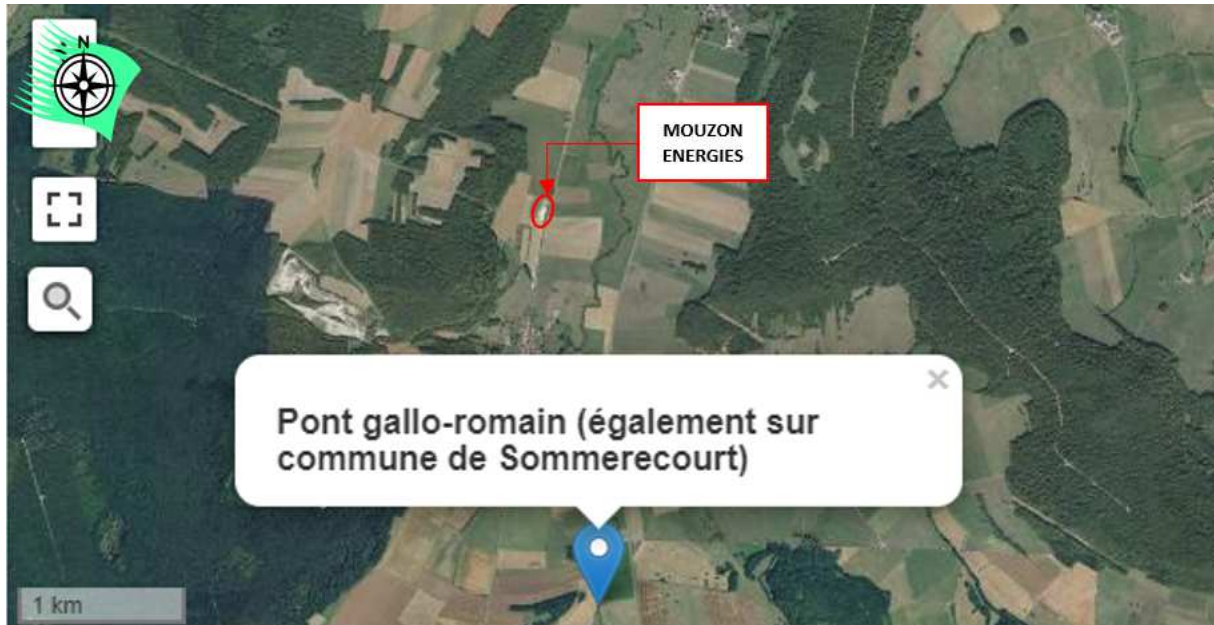 N
MOUZON
ENERGIES
Pont gallo-romain (également sur
commune de Sommerecourt)
1 km